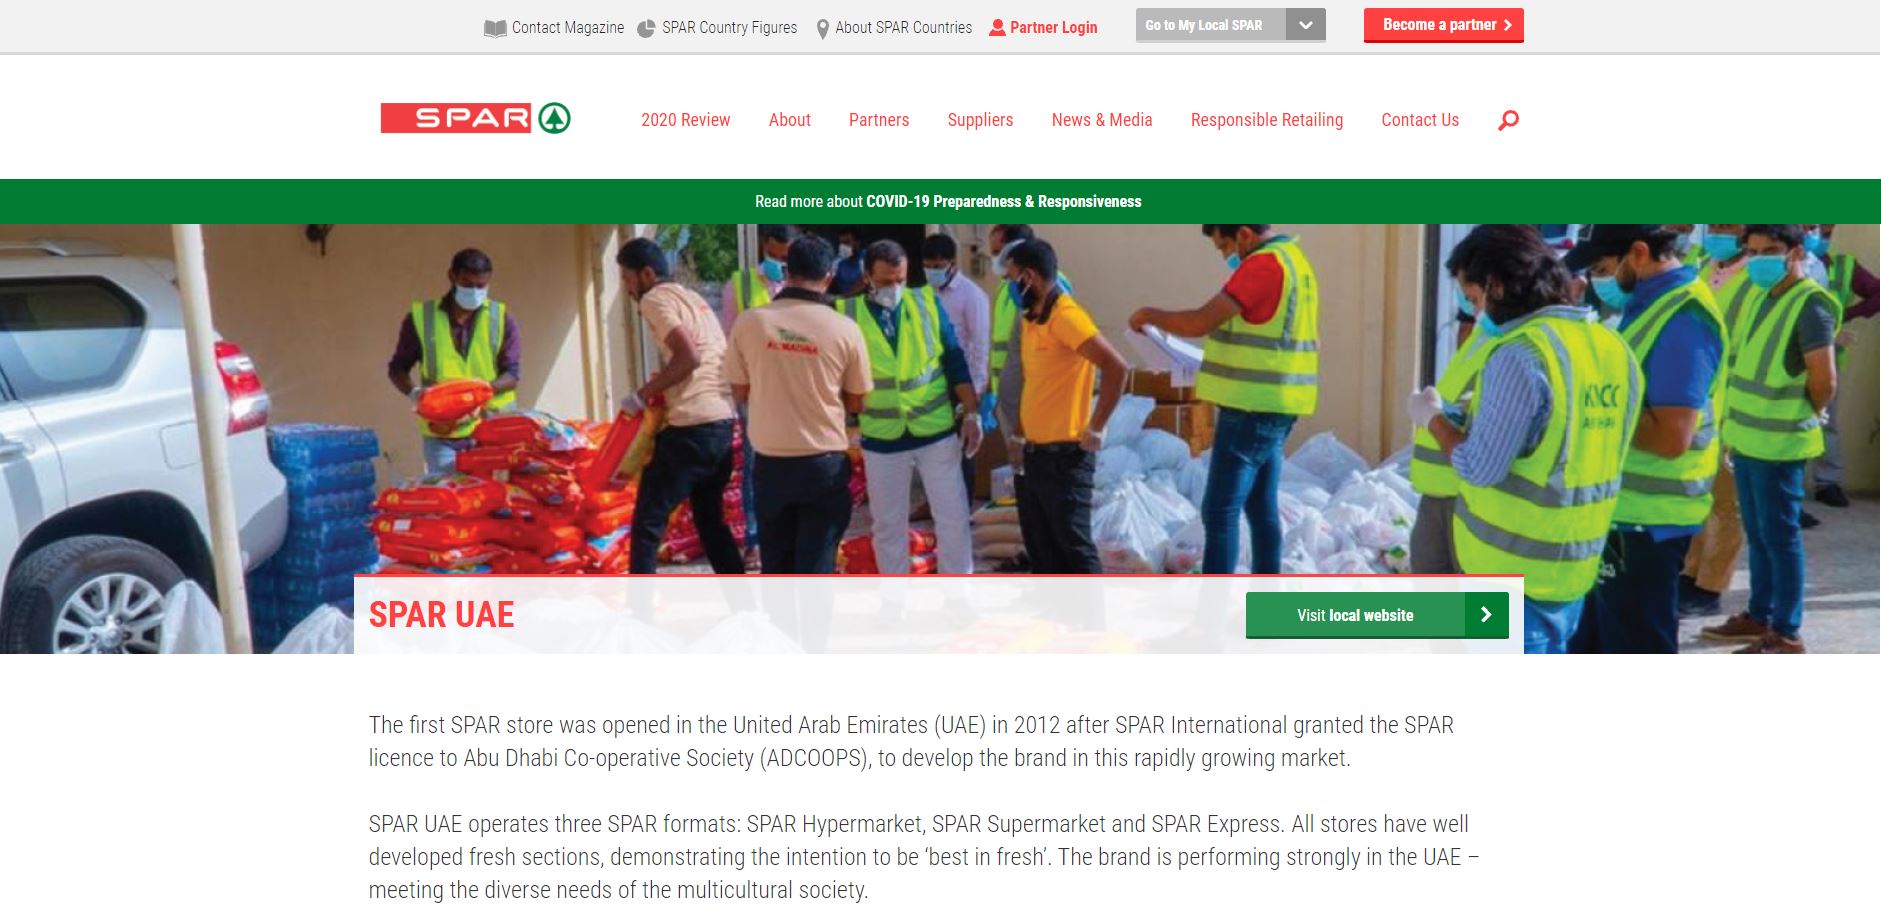 Contact Magazine SPAR Country Figures About SPAR Countries Partner Login Go to My Local SPAR Become a partner
SPAR 2020 Review About Partners Suppliers News & Media Responsible Retailing Contact Us
Read more about COVID-19 Preparedness & Responsiveness
AL MADINA
KMCC
SPAR UAE Visit local website
The first SPAR store was opened in the United Arab Emirates (UAE) in 2012 after SPAR International granted the SPAR
licence to Abu Dhabi Co-operative Society (ADCOOPS), to develop the brand in this rapidly growing market.
SPAR UAE operates three SPAR formats: SPAR Hypermarket, SPAR Supermarket and SPAR Express. All stores have well
developed fresh sections, demonstrating the intention to be ‘best in fresh’. The brand is performing strongly in the UAE –
meeting the diverse needs of the multicultural society.